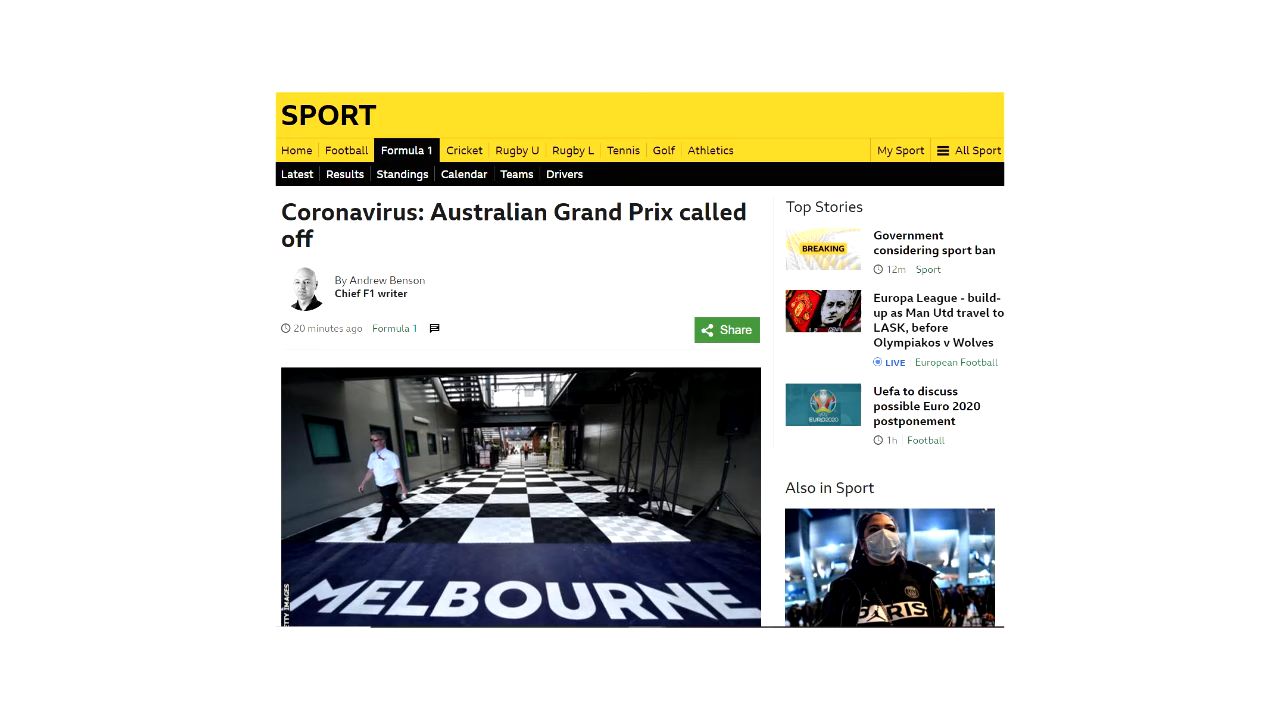 SPORT
Home Football Formula 1 Cricket Rugby U Rugby L Tennis Golf Athletics My Sport All Sport
Latest Results Standings Calendar Teams Drivers
Coronavirus: Australian Grand Prix called
off
By Andrew Benson
Chief F1 writer
20 minutes ago Formula 1
Share
MELBOURNE
TTY IMAGES
Top Stories
BREAKING
Government
considering sport ban
12m Sport
Europa League - build-
up as Man Utd travel to
LASK, before
Olympiakos v Wolves
LIVE European Football
EURO2020
Uefa to discuss
possible Euro 2020
postponement
1h Football
Also in Sport
PARIS